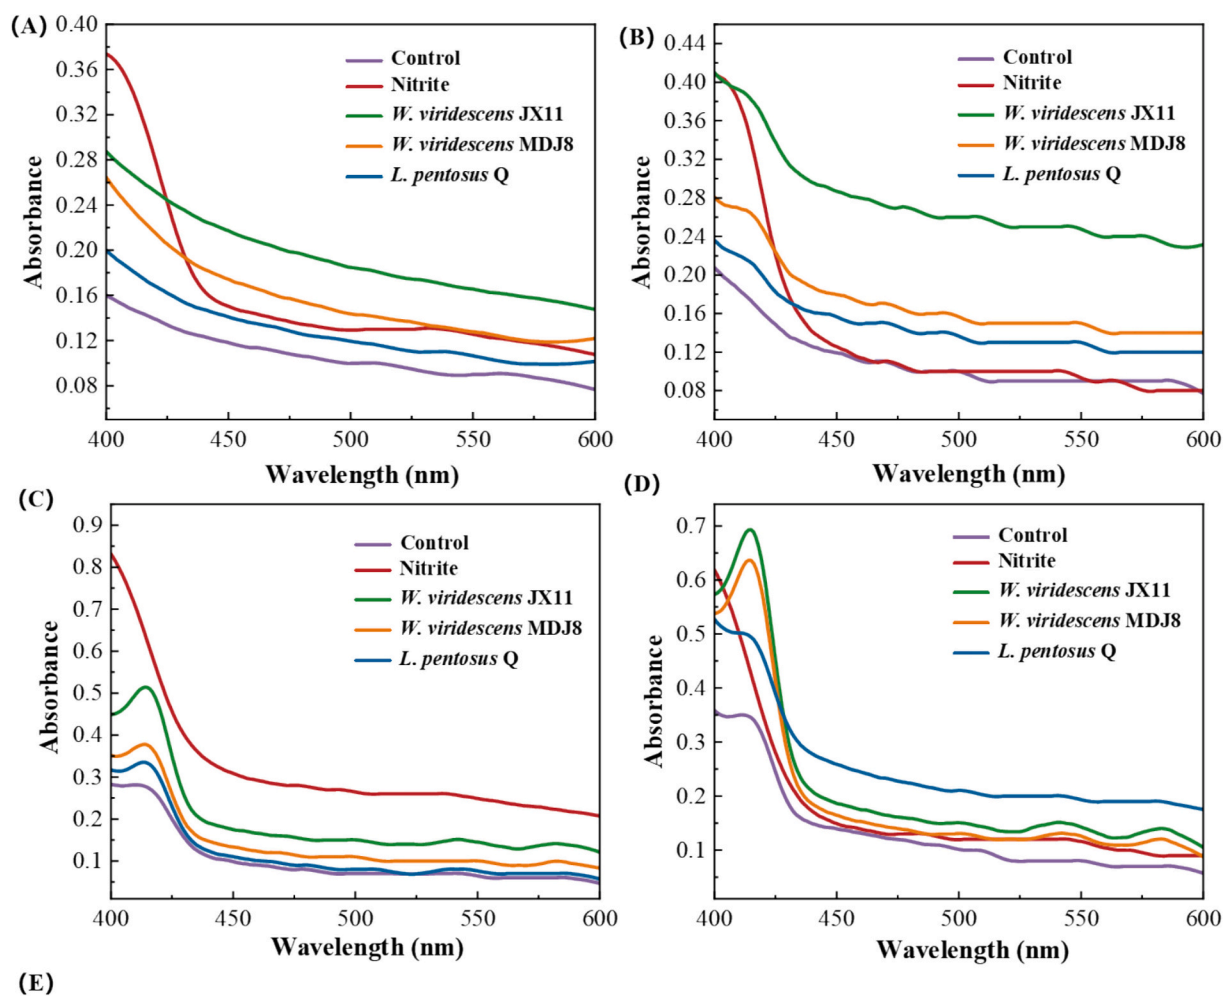 (A)
0.40
0.36
0.32
0.28
0.24
0.20
0.16
0.12
0.08
Absorbance
Control
Nitrite
W. viridescens JX11
W. viridescens MDJ8
L. pentosus Q
400 450 500 550 600
Wavelength (nm)
(B)
0.44
0.40
0.36
0.32
0.28
0.24
0.20
0.16
0.12
0.08
Absorbance
Control
Nitrite
W. viridescens JX11
W. viridescens MDJ8
L. pentosus Q
400 450 500 550 600
Wavelength (nm)
(C)
0.9
0.8
0.7
0.6
0.5
0.4
0.3
0.2
0.1
Absorbance
Control
Nitrite
W. viridescens JX11
W. viridescens MDJ8
L. pentosus Q
400 450 500 550 600
Wavelength (nm)
(D)
0.7
0.6
0.5
0.4
0.3
0.2
0.1
Absorbance
Control
Nitrite
W. viridescens JX11
W. viridescens MDJ8
L. pentosus Q
400 450 500 550 600
Wavelength (nm)
(E)